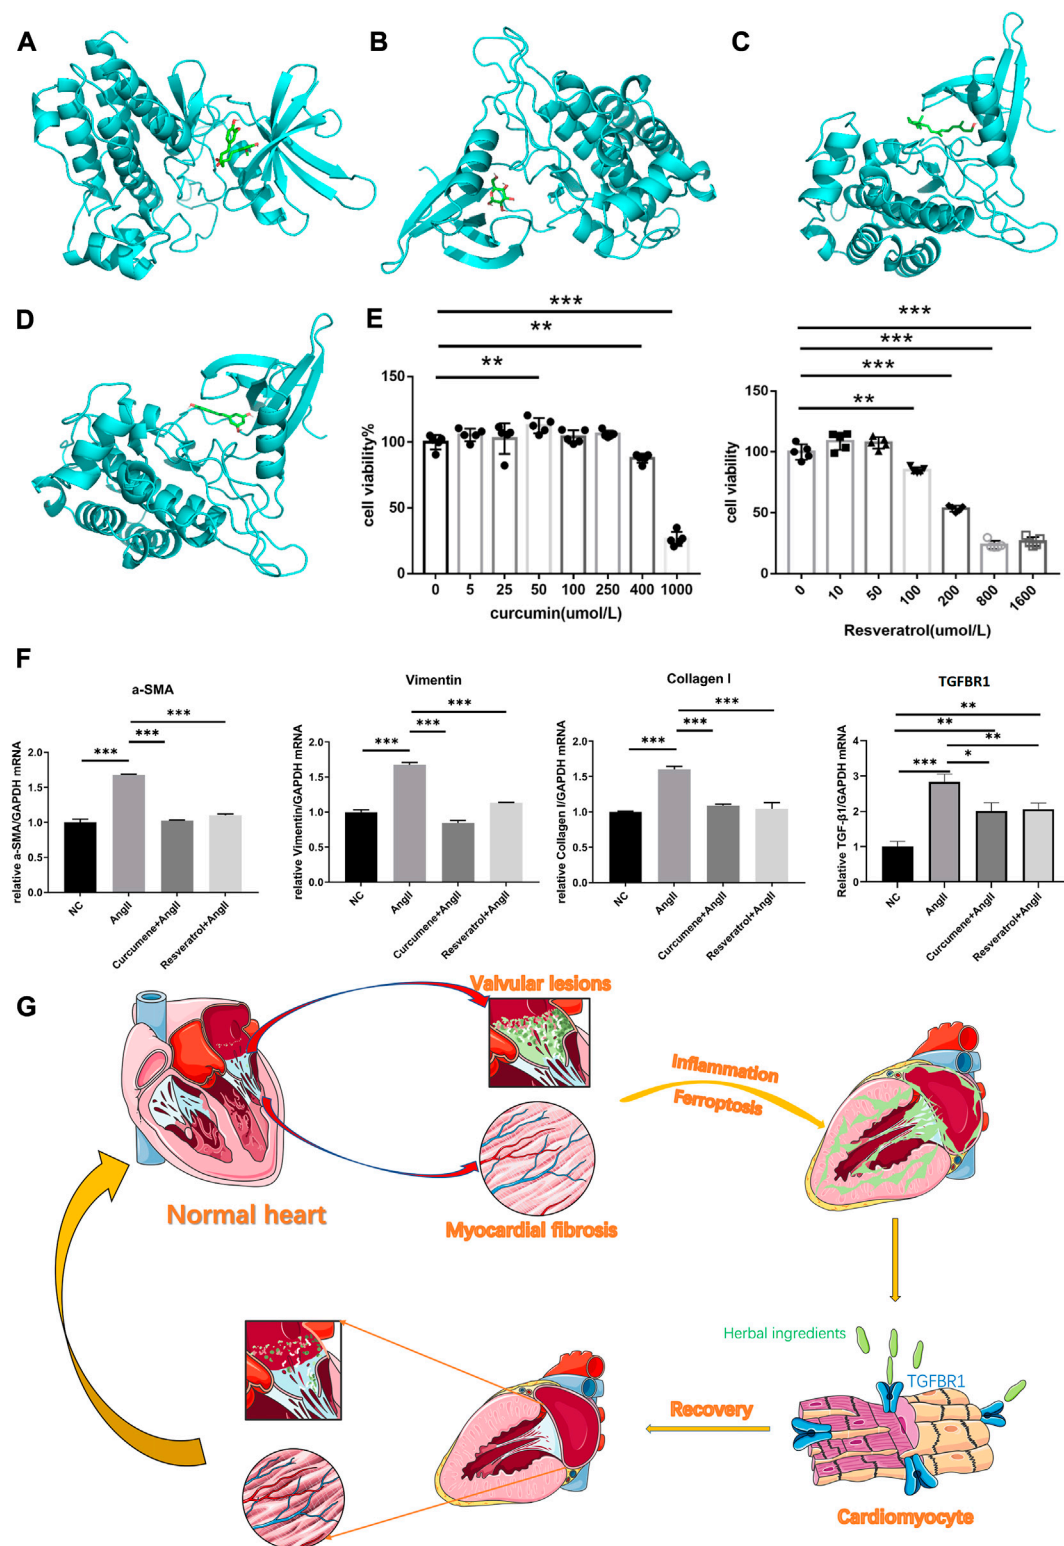 A
B
C
D
E
***
**
**
cell viability%
150
100
50
0
0 5 25 50 100 250 400 1000
curcumin(umol/L)
***
***
***
**
cell viability
150
100
50
0
0 10 50 100 200 800 1600
Resveratrol(umol/L)
F
a-SMA
***
***
***
relative a-SMA/GAPDH mRNA
2.0
1.5
1.0
0.5
0.0
NC AngII Curcumene+AngII Resveratrol+AngII
Vimentin
***
***
***
relative Vimentin/GAPDH mRNA
2.0
1.5
1.0
0.5
0.0
NC AngII Curcumene+AngII Resveratrol+AngII
Collagen I
***
***
***
relative Collagen I/GAPDH mRNA
2.0
1.5
1.0
0.5
0.0
NC AngII Curcumene+AngII Resveratrol+AngII
TGFBR1
**
**
**
***
*
Relative TGF-β1/GAPDH mRNA
4
3
2
1
0
NC AngII Curcumene+AngII Resveratrol+AngII
G
Valvular lesions
Inflammation
Ferroptosis
Normal heart
Myocardial fibrosis
Herbal ingredients
TGFBR1
Recovery
Cardiomyocyte